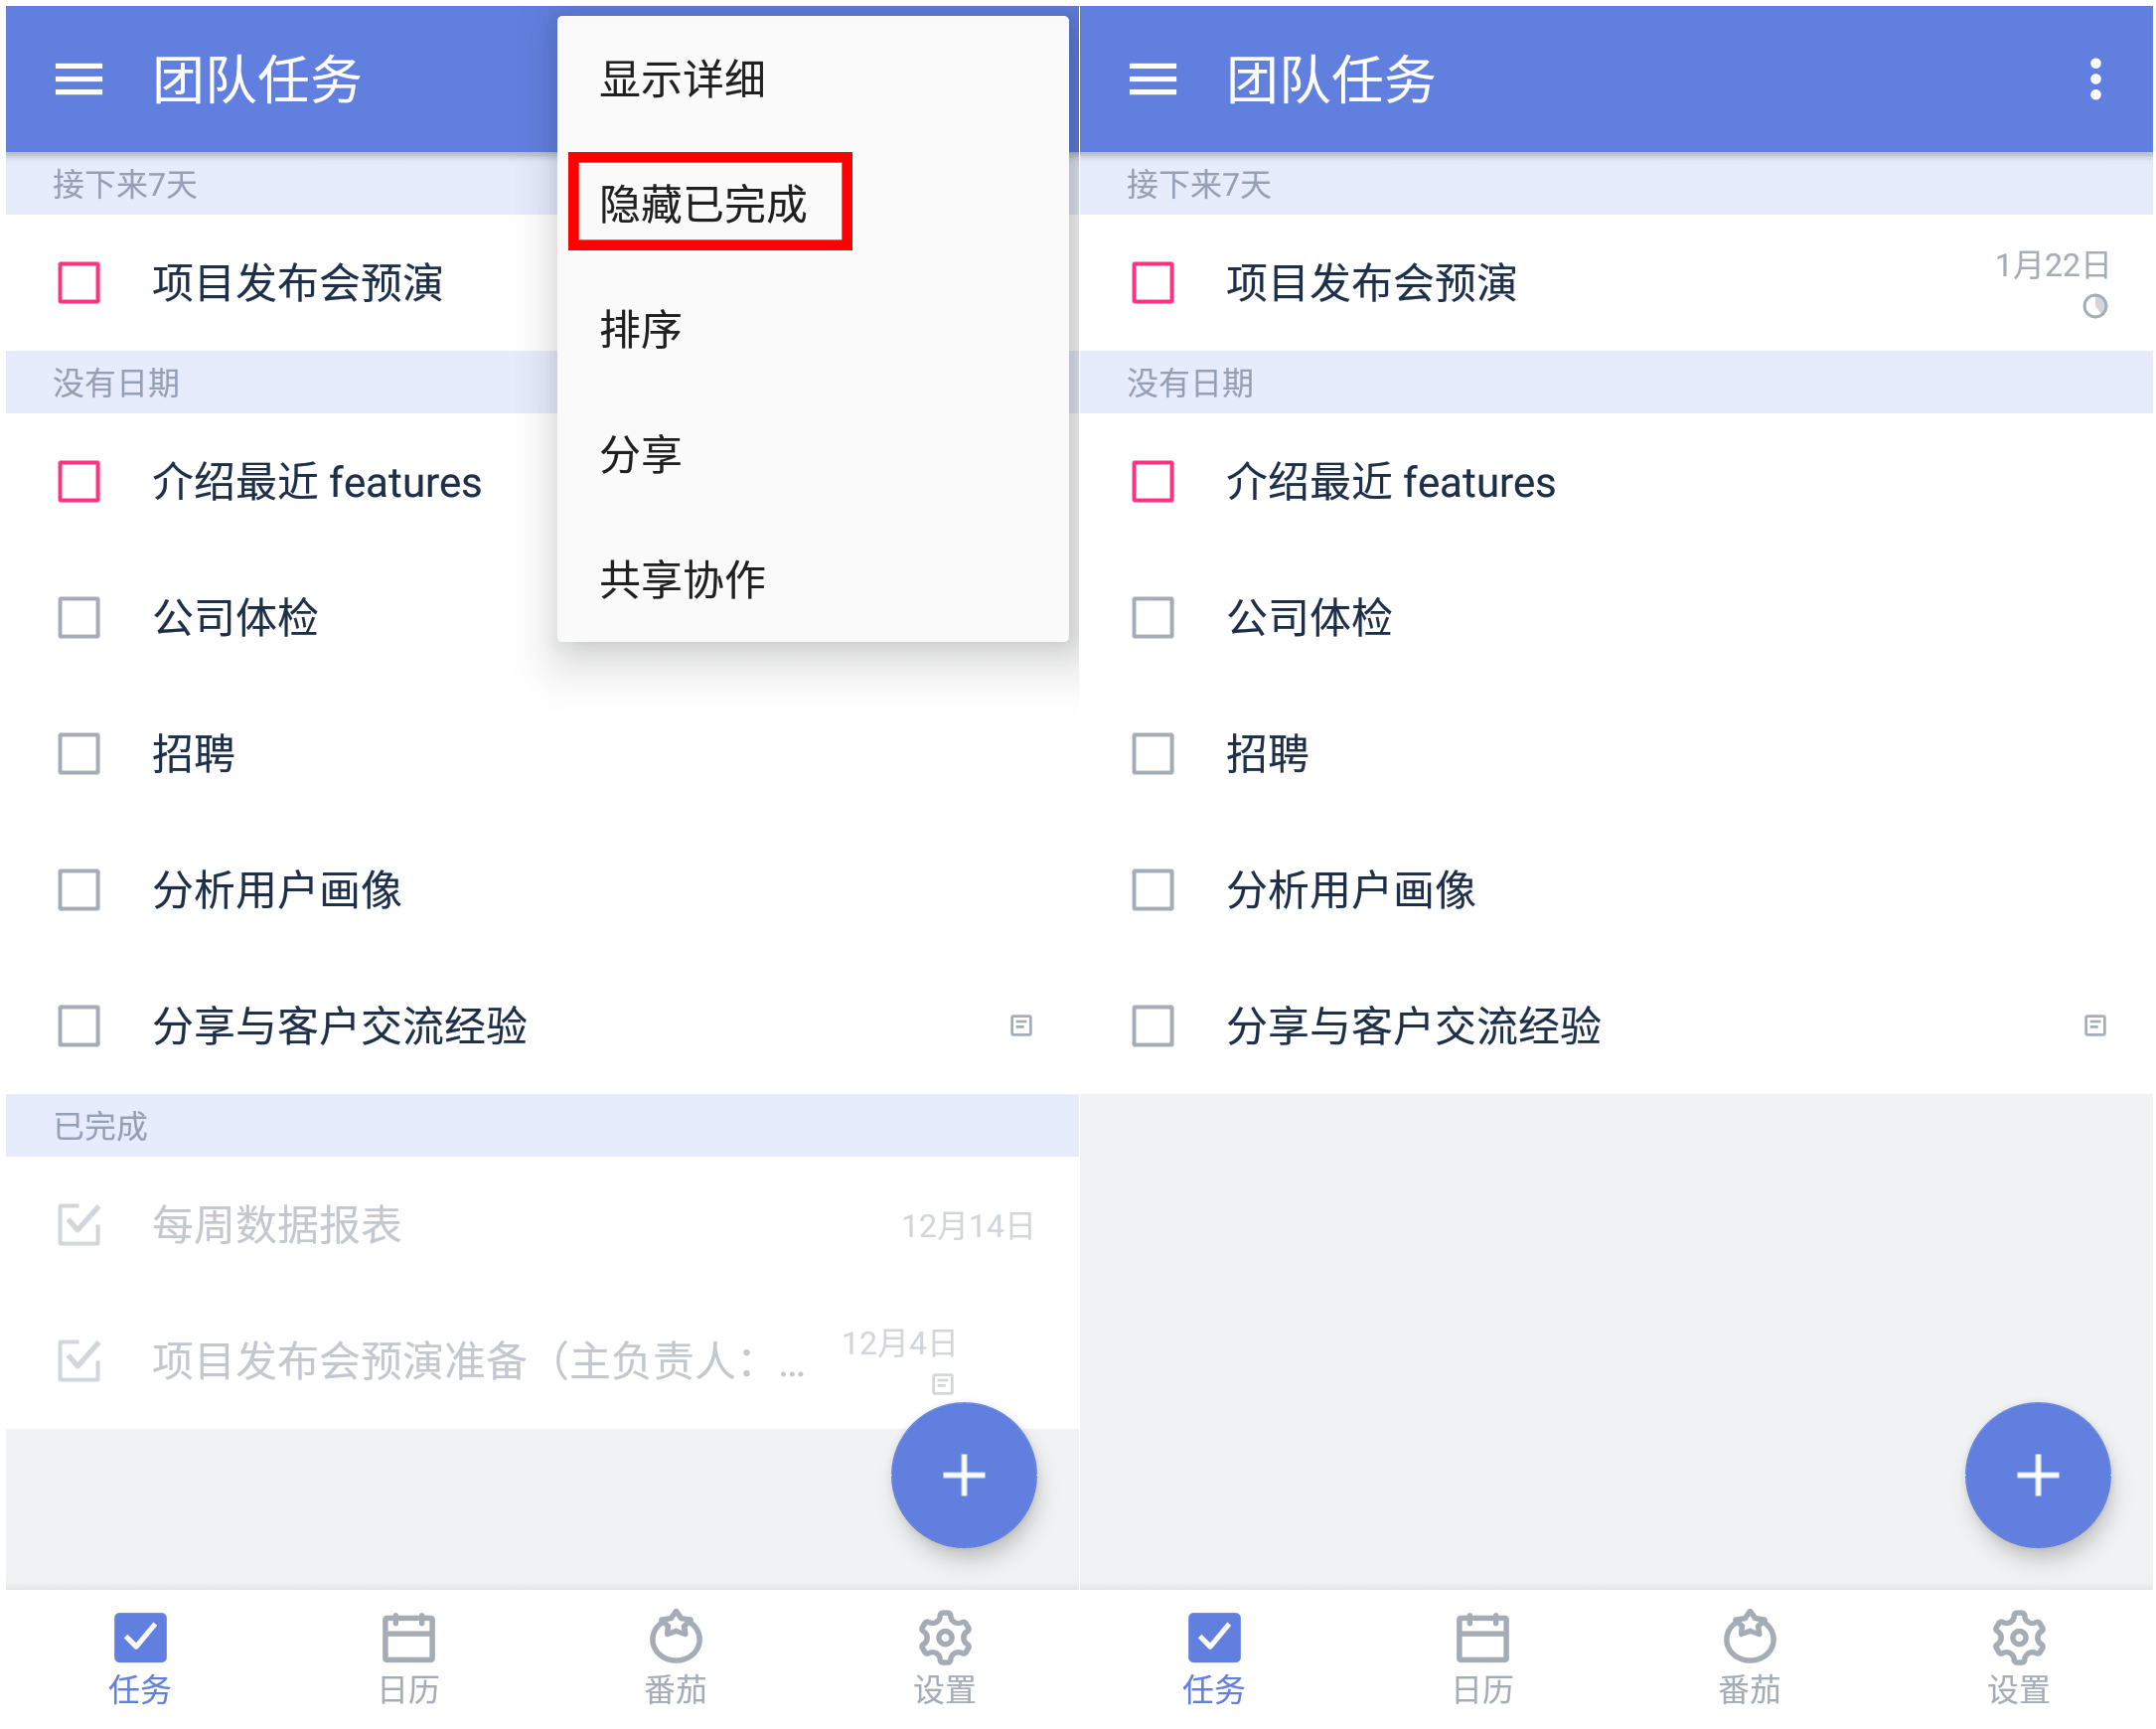 团队任务
显示详细
隐藏已完成
排序
分享
共享协作
接下来7天
项目发布会预演
没有日期
介绍最近 features
公司体检
招聘
分析用户画像
分享与客户交流经验
已完成
每周数据报表
12月14日
项目发布会预演准备（主负责人：...
12月4日
任务
日历
番茄
设置
团队任务
接下来7天
项目发布会预演
1月22日
没有日期
介绍最近 features
公司体检
招聘
分析用户画像
分享与客户交流经验
任务
日历
番茄
设置